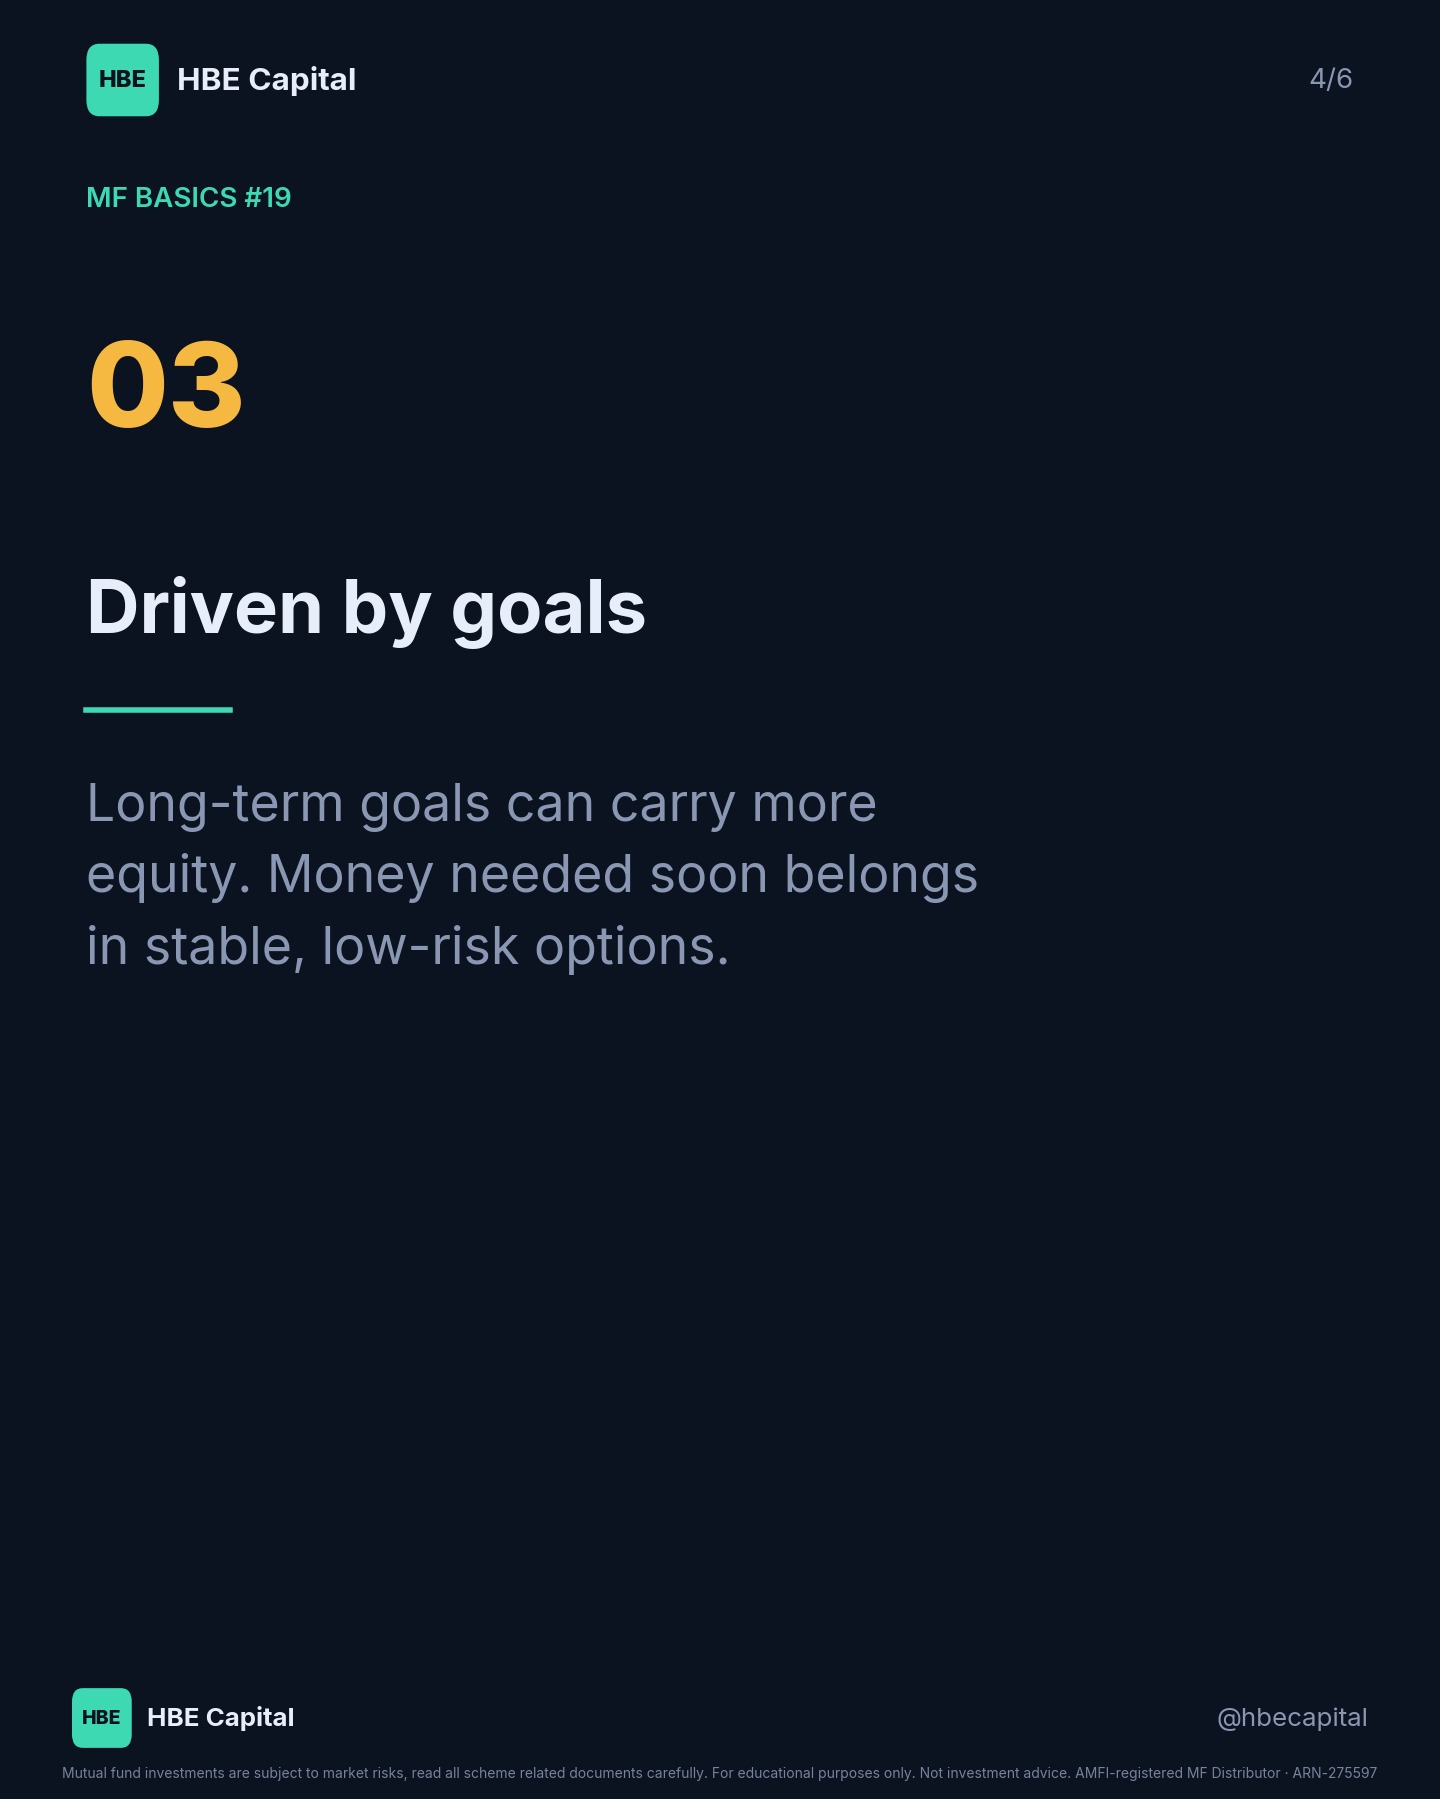 HBE HBE Capital 4/6
MF BASICS #19
03
Driven by goals
Long-term goals can carry more
equity. Money needed soon belongs
in stable, low-risk options.
HBE HBE Capital @hbecapital
Mutual fund investments are subject to market risks, read all scheme related documents carefully. For educational purposes only. Not investment advice. AMFI-registered MF Distributor · ARN-275597